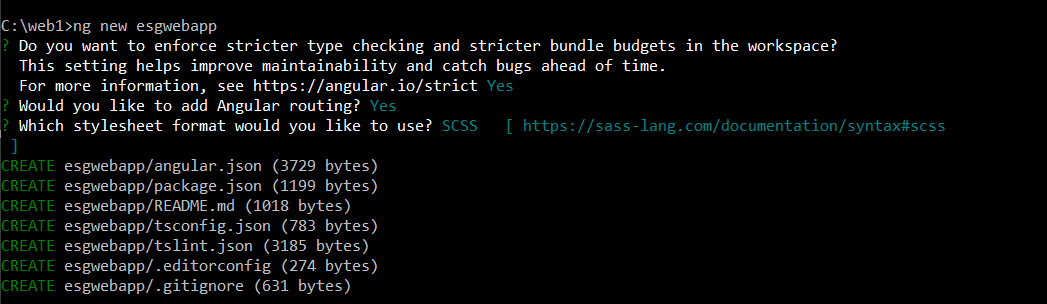 C:\web1>ng new esgwebapp
? Do you want to enforce stricter type checking and stricter bundle budgets in the workspace?
  This setting helps improve maintainability and catch bugs ahead of time.
  For more information, see https://angular.io/strict Yes
? Would you like to add Angular routing? Yes
? Which stylesheet format would you like to use? SCSS   [ https://sass-lang.com/documentation/syntax#scss
 ]
CREATE esgwebapp/angular.json (3729 bytes)
CREATE esgwebapp/package.json (1199 bytes)
CREATE esgwebapp/README.md (1018 bytes)
CREATE esgwebapp/tsconfig.json (783 bytes)
CREATE esgwebapp/tslint.json (3185 bytes)
CREATE esgwebapp/.editorconfig (274 bytes)
CREATE esgwebapp/.gitignore (631 bytes)